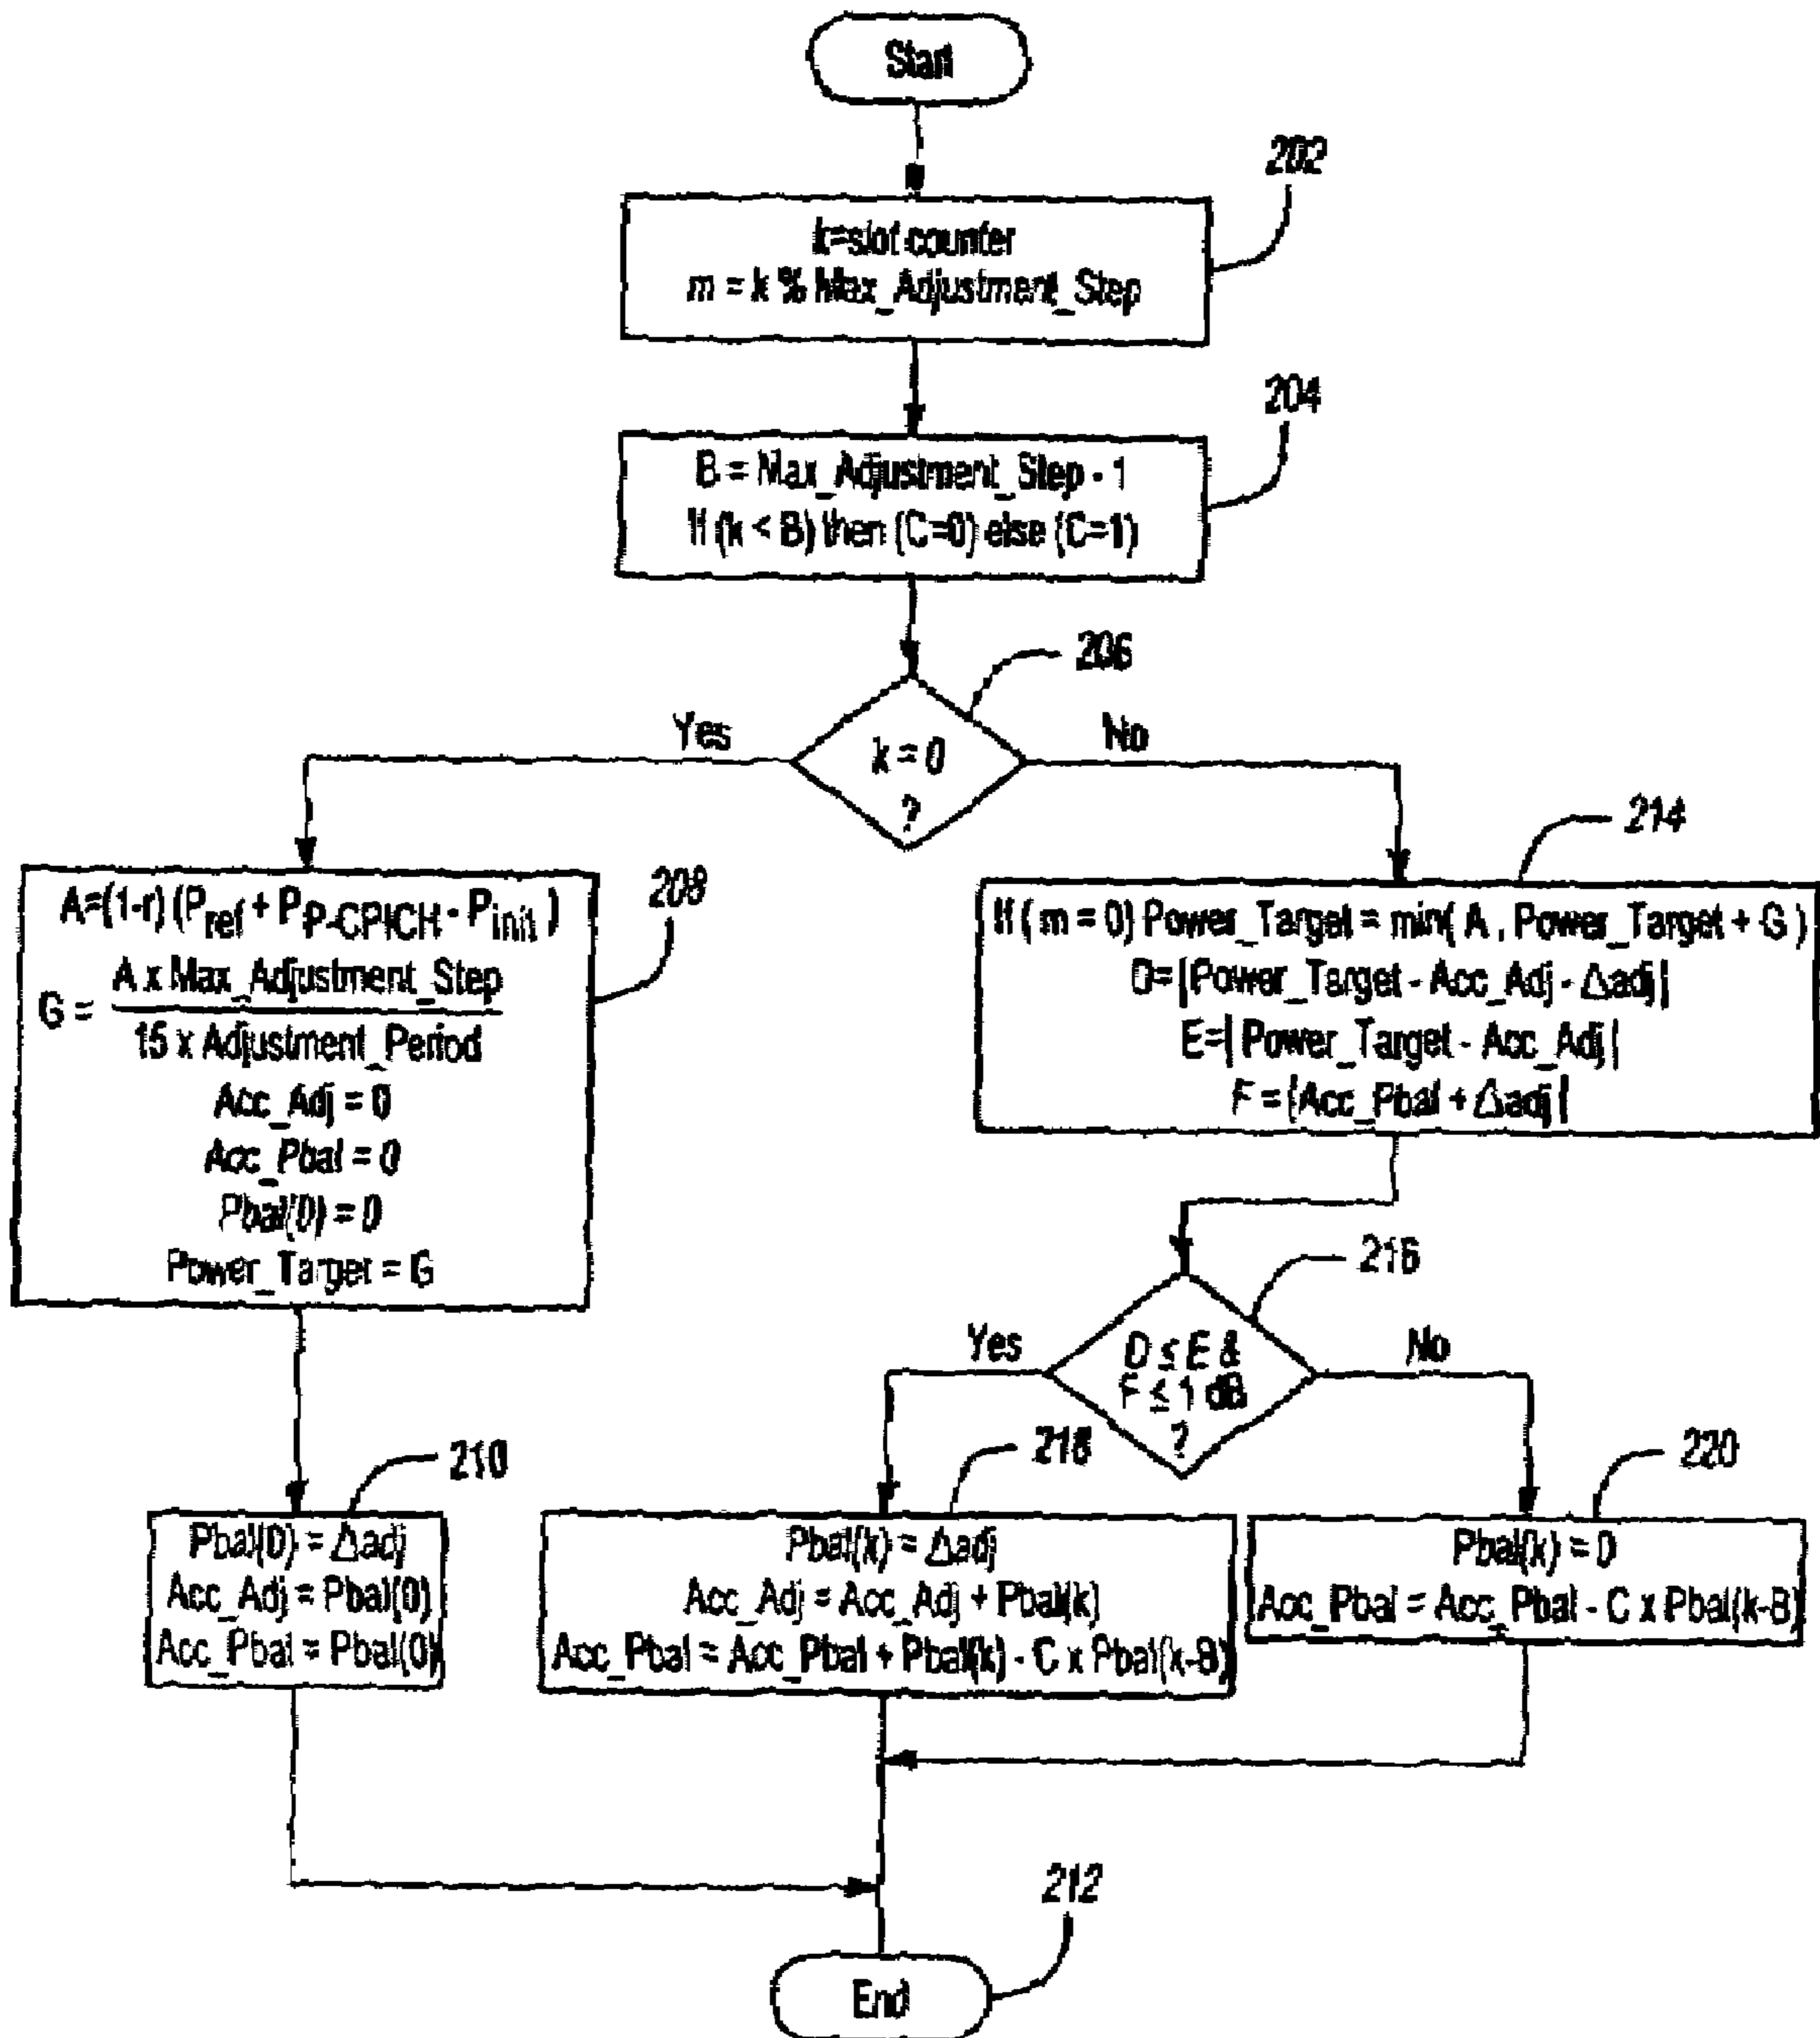 Start
202
k=slot counter
m = k % Max_Adjustment_Step
204
B = Max_Adjustment_Step - 1
If (k < B) then (C=0) else (C=1)
206
Yes
No
k = 0
?
208
A=(1-r) (Pref + PP-CPICH - Pinit )
G = A x Max_Adjustment_Step
15 x Adjustment_Period
Acc_Adj = 0
Acc_Pbal = 0
Pbal(0) = 0
Power_Target = G
214
If ( m = 0) Power_Target = min( A , Power_Target + G )
D=|Power_Target - Acc_Adj - Δadj|
E=| Power_Target - Acc_Adj|
F = |Acc_Pbal + Δadj|
216
Yes
No
D ≤ E &
F ≤ 1 dB
?
210
Pbal(0) = Δadj
Acc_Adj = Pbal(0)
Acc_Pbal = Pbal(0)
218
Pbal(k) = Δadj
Acc_Adj = Acc_Adj + Pbal(k)
Acc_Pbal = Acc_Pbal + Pbal(k) - C x Pbal(k-B)
220
Pbal(k) = 0
Acc_Pbal = Acc_Pbal - C x Pbal(k-B)
212
End